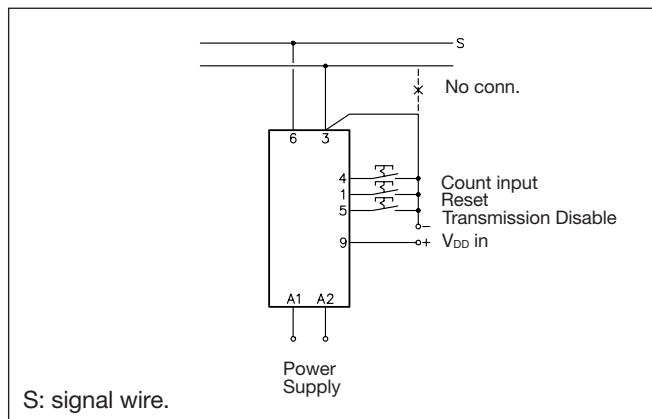 S
No conn.
6 3
4 Count input
1 Reset
5 Transmission Disable
−
9 + VDD in
A1 A2
Power
Supply
S: signal wire.